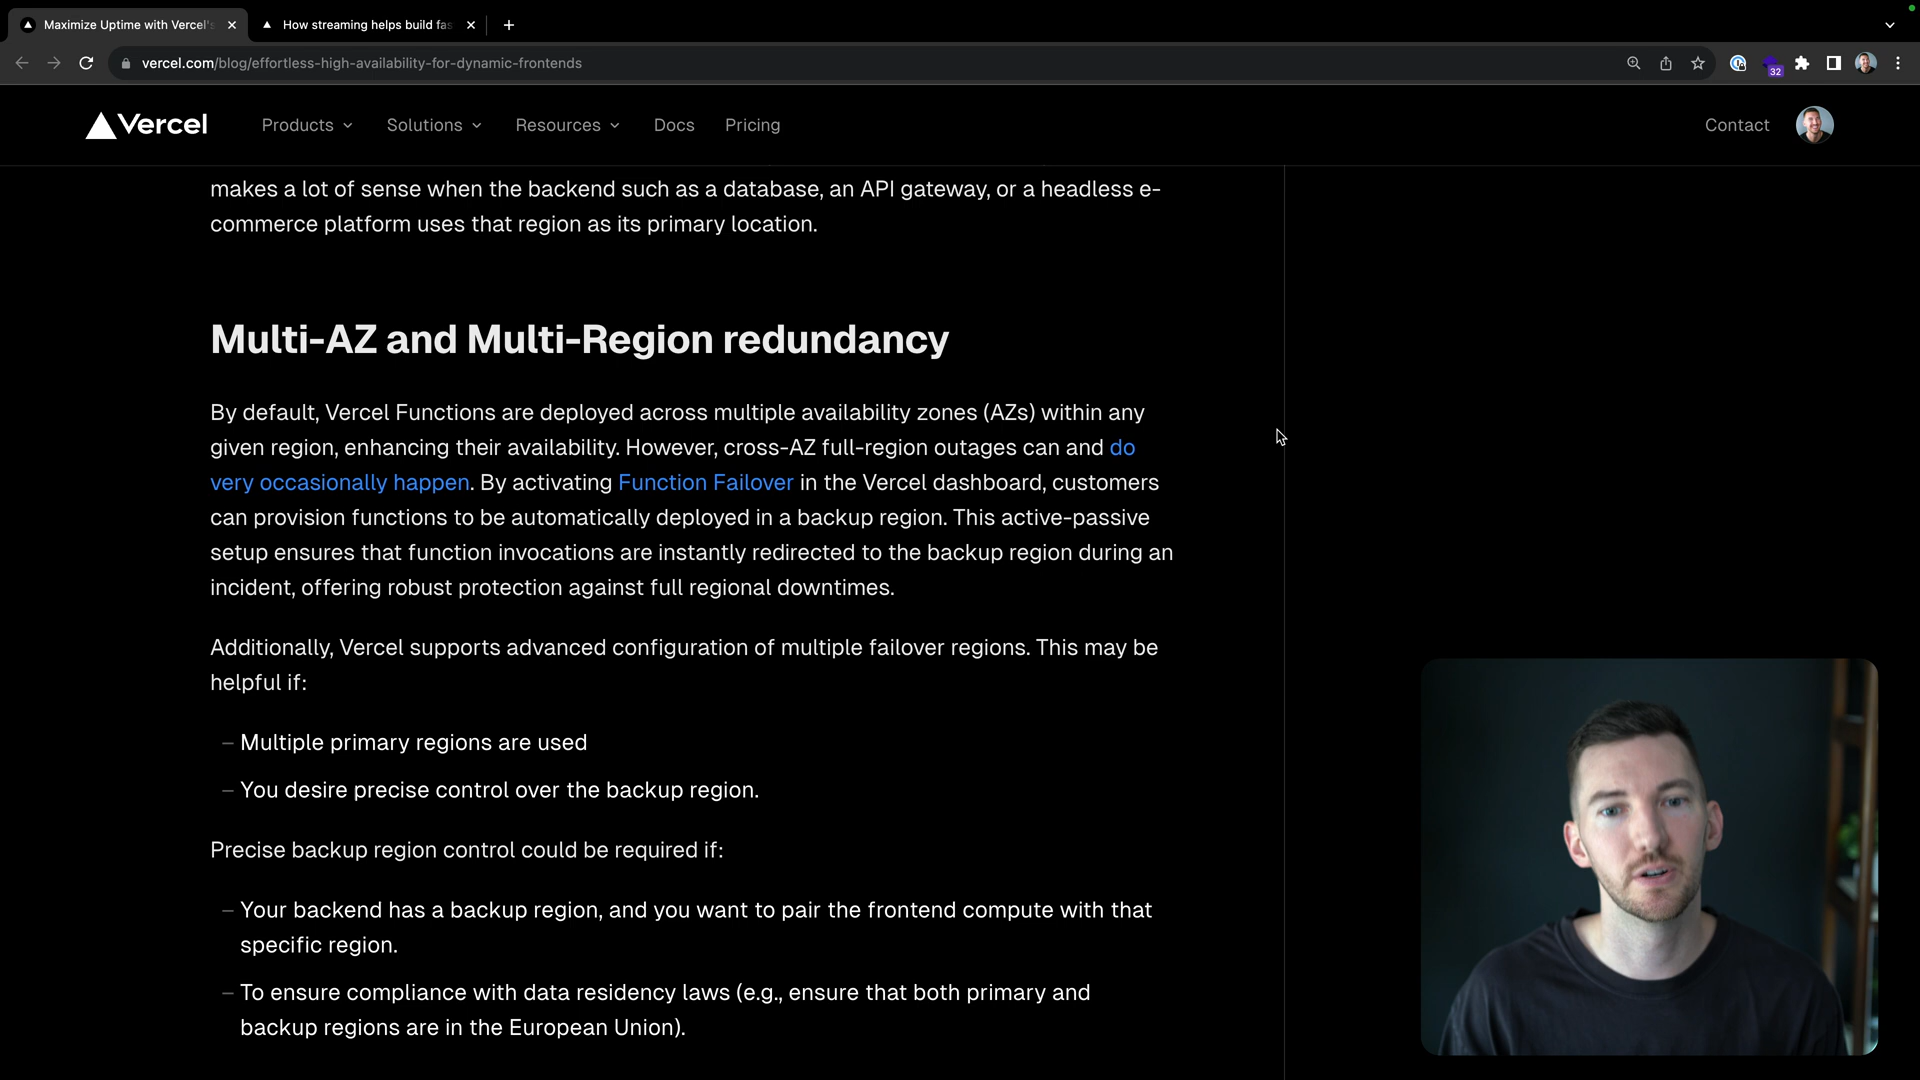 Maximize Uptime with Vercel's
How streaming helps build fas
vercel.com/blog/effortless-high-availability-for-dynamic-frontends
32
Vercel
Products
Solutions
Resources
Docs
Pricing
Contact
makes a lot of sense when the backend such as a database, an API gateway, or a headless e-
commerce platform uses that region as its primary location.
Multi-AZ and Multi-Region redundancy
By default, Vercel Functions are deployed across multiple availability zones (AZs) within any
given region, enhancing their availability. However, cross-AZ full-region outages can and do
very occasionally happen. By activating Function Failover in the Vercel dashboard, customers
can provision functions to be automatically deployed in a backup region. This active-passive
setup ensures that function invocations are instantly redirected to the backup region during an
incident, offering robust protection against full regional downtimes.
Additionally, Vercel supports advanced configuration of multiple failover regions. This may be
helpful if:
– Multiple primary regions are used
– You desire precise control over the backup region.
Precise backup region control could be required if:
– Your backend has a backup region, and you want to pair the frontend compute with that
specific region.
– To ensure compliance with data residency laws (e.g., ensure that both primary and
backup regions are in the European Union).